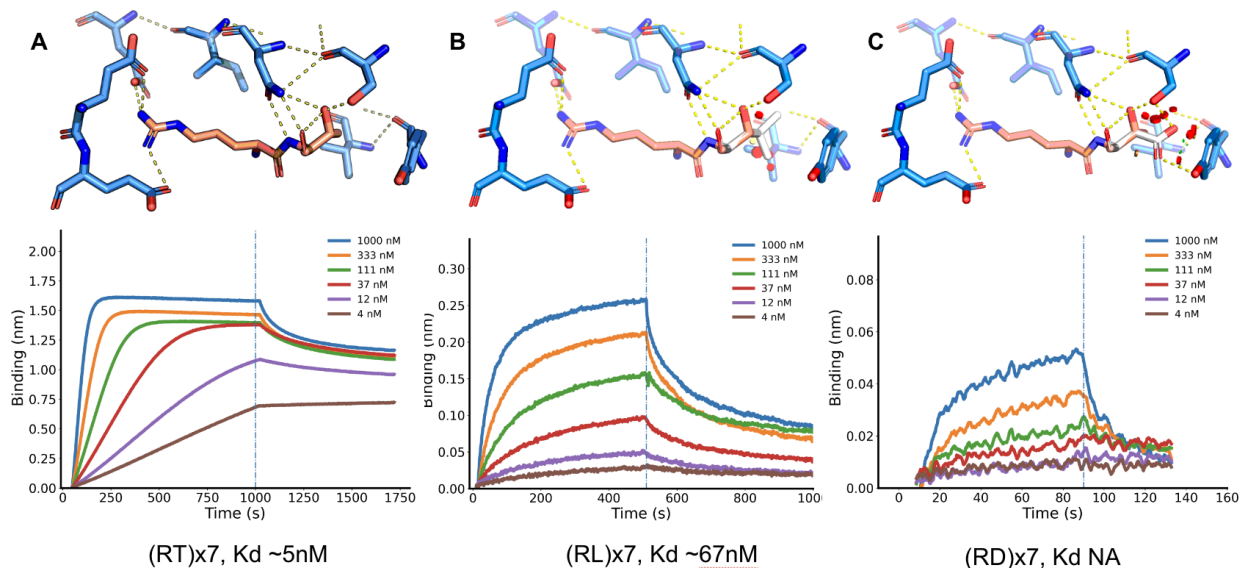 A
B
C
2.00
1.75
1.50
1.25
1.00
0.75
0.50
0.25
0.00
Binding (nm)
0
250
500
750
1000
1250
1500
1750
Time (s)
1000 nM
333 nM
111 nM
37 nM
12 nM
4 nM
0.30
0.25
0.20
0.15
0.10
0.05
0.00
Binding (nm)
0
200
400
600
800
1000
Time (s)
1000 nM
333 nM
111 nM
37 nM
12 nM
4 nM
0.08
0.06
0.04
0.02
0.00
Binding (nm)
-20
0
20
40
60
80
100
120
140
160
Time (s)
1000 nM
333 nM
111 nM
37 nM
12 nM
4 nM
(RT)x7, Kd ~5nM
(RL)x7, Kd ~67nM
(RD)x7, Kd NA